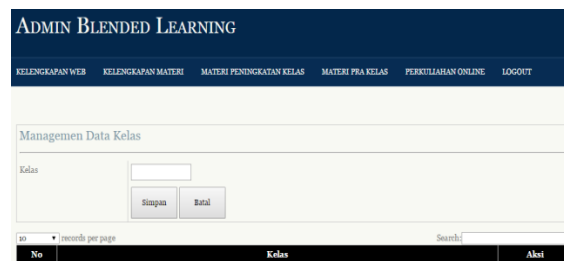 ADMIN BLENDED LEARNING
KELENGKAPAN WEB KELENGKAPAN MATERI MATERI PENINGKATAN KELAS MATERI PRA KELAS PERKULIAHAN ONLINE LOGOUT
Managemen Data Kelas
Kelas
Simpan Batal
10 records per page Search:
No Kelas Aksi